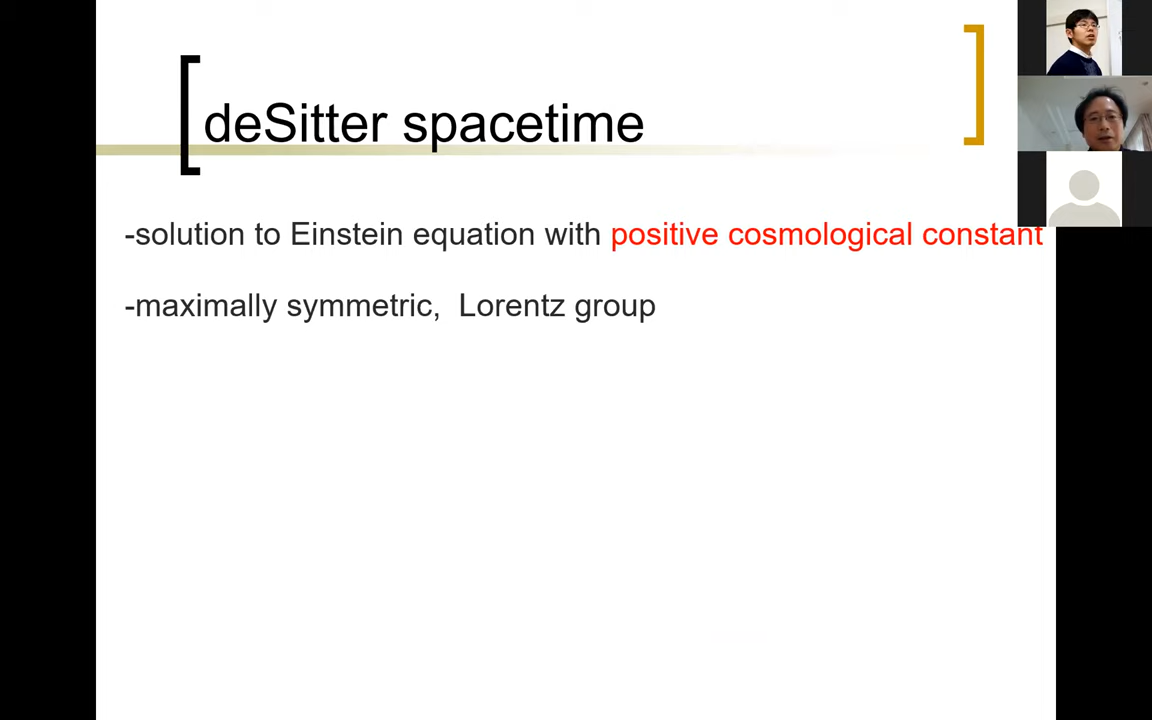 deSitter spacetime
-solution to Einstein equation with positive cosmological constant
-maximally symmetric,  Lorentz group